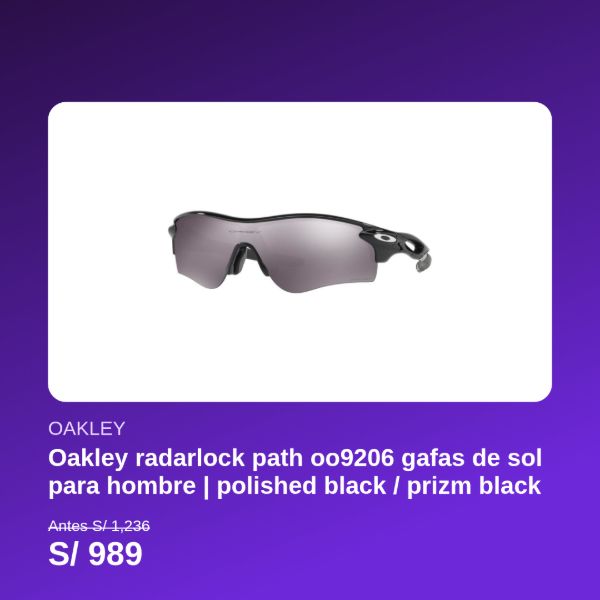 OAKLEY
Oakley radarlock path oo9206 gafas de sol
para hombre | polished black / prizm black
Antes S/ 1,236
S/ 989